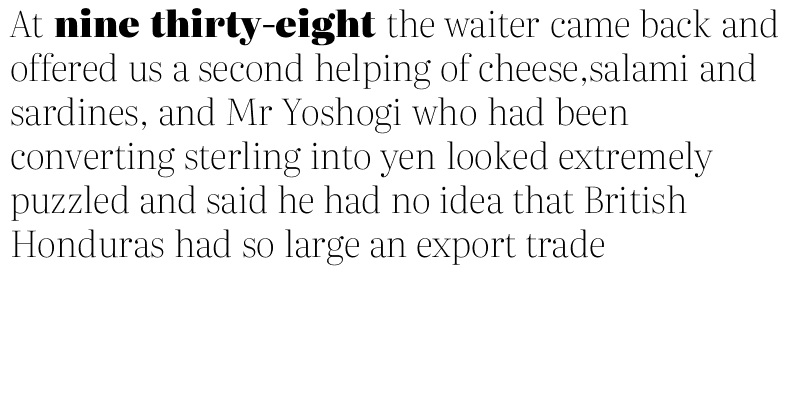 At nine thirty-eight the waiter came back and
offered us a second helping of cheese,salami and
sardines, and Mr Yoshogi who had been
converting sterling into yen looked extremely
puzzled and said he had no idea that British
Honduras had so large an export trade